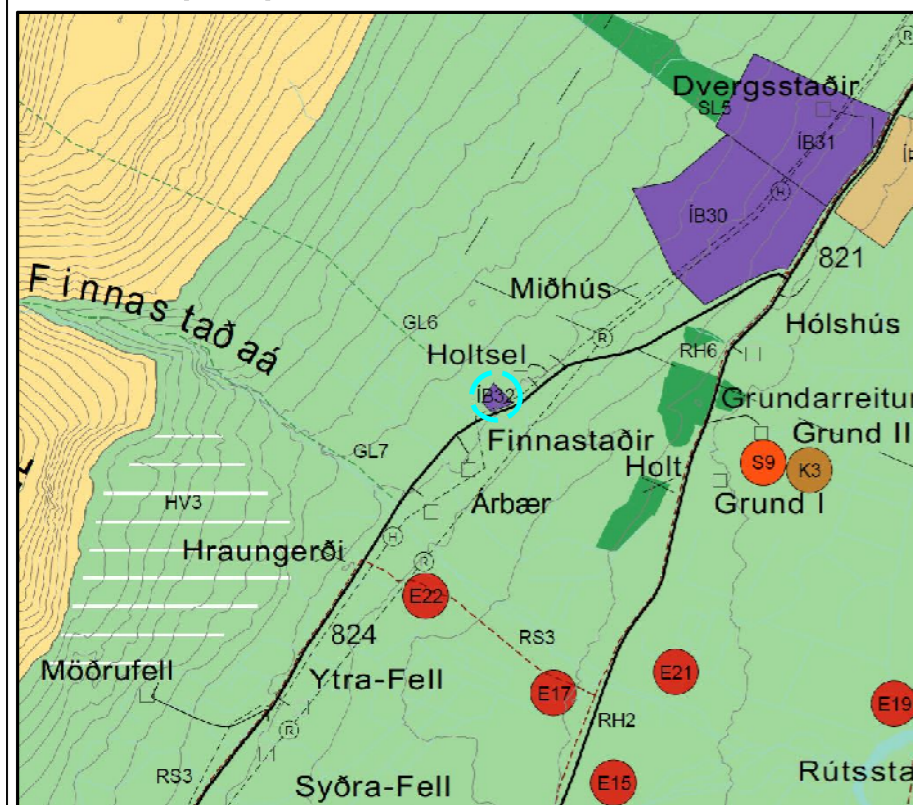 R
Dvergsstaðir
SL5
ÍB31
ÍB30
H
821
Finnastaðaá
Miðhús
GL6
R
Hólshús
Holtsel
RH6
ÍB32
Grundarreitur
Finnastaðir
Grund II
GL7
Holt
S9
K3
HV3
Árbær
Grund I
Hraungerði
H
R
E22
824
RS3
Möðrufell
Ytra-Fell
E21
E17
E19
R
RH2
RS3
Syðra-Fell
E15
Rútssta